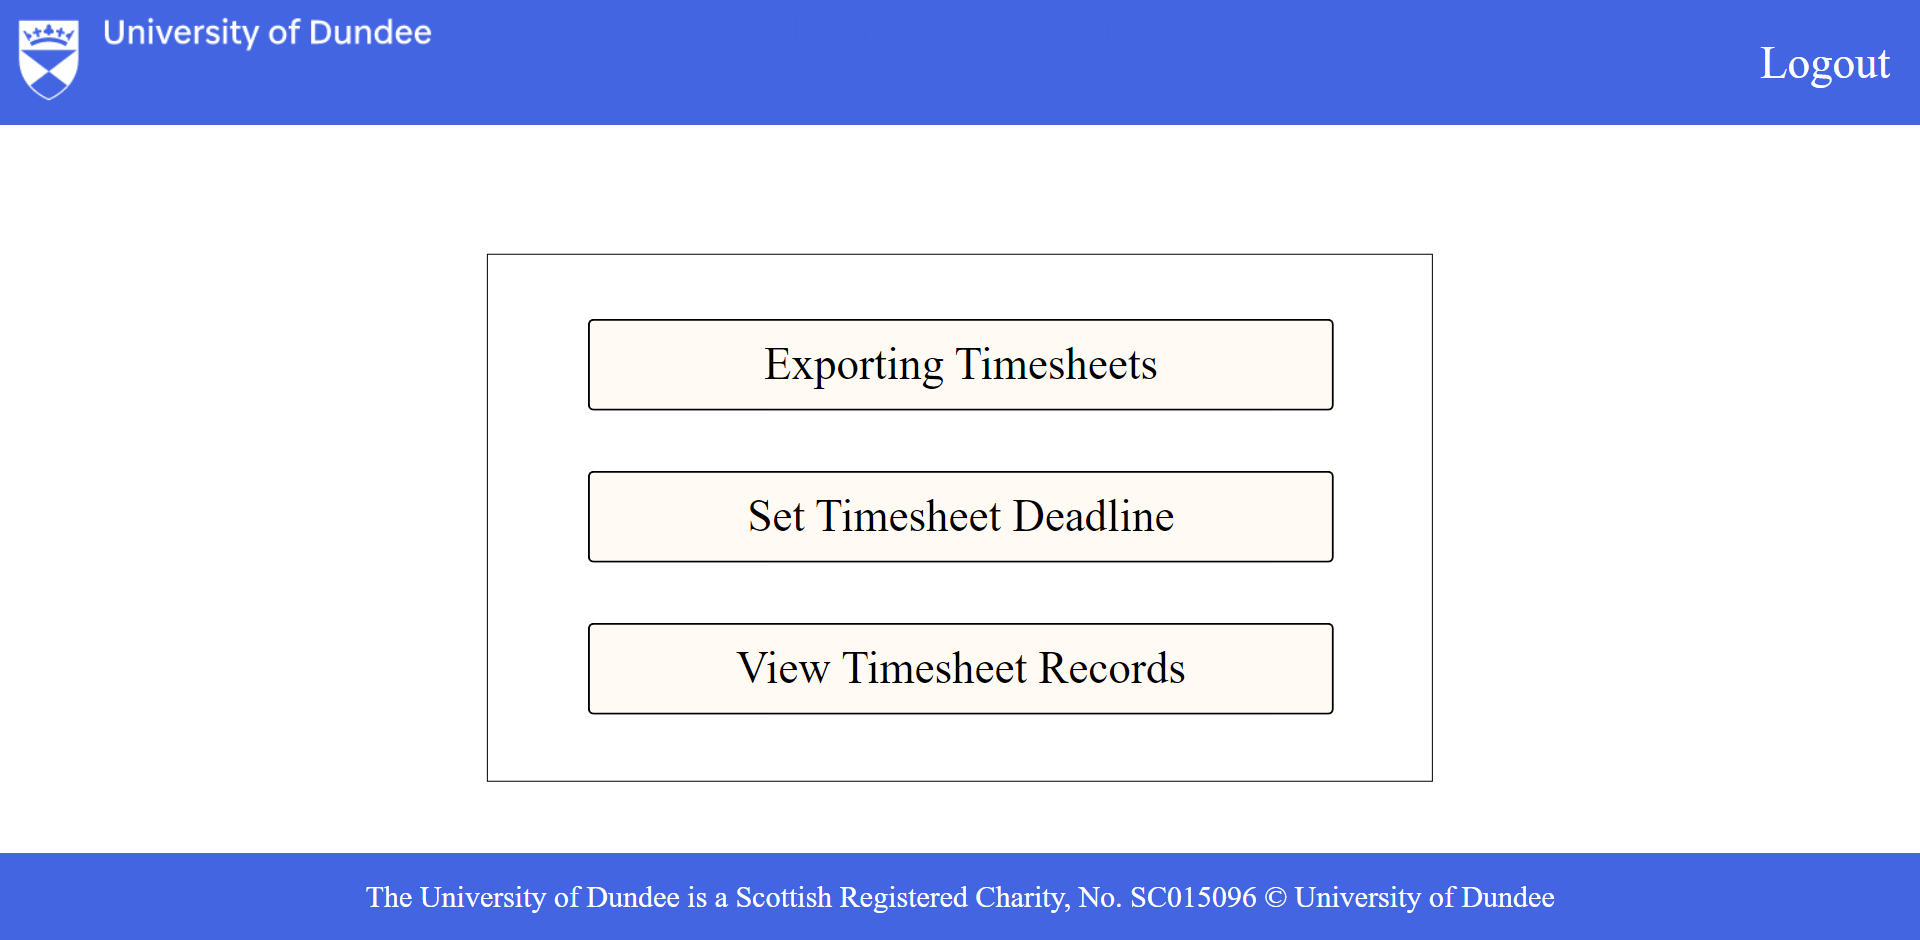 University of Dundee
Logout
Exporting Timesheets
Set Timesheet Deadline
View Timesheet Records
The University of Dundee is a Scottish Registered Charity, No. SC015096 © University of Dundee